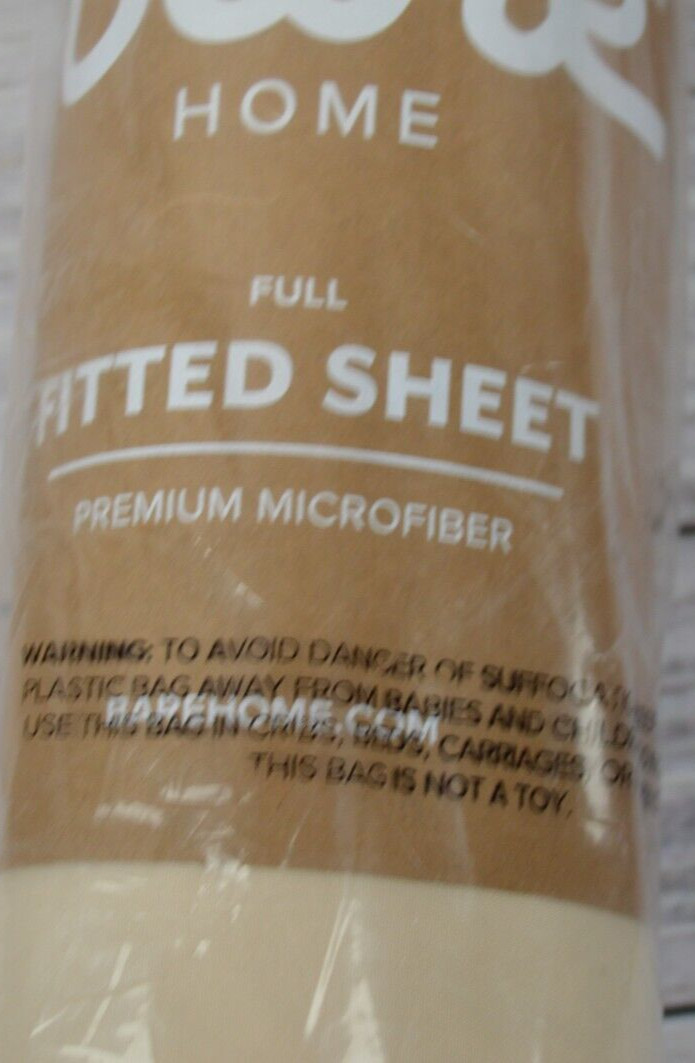 HOME
FULL
FITTED SHEET
PREMIUM MICROFIBER
WARNING: TO AVOID DANGER OF
PLASTIC BAG AWAY FROM BABIES AND
BAREHOME.COM
USE THIS BAG IN CRIBS, BEDS, CARRIAGES, OR
THIS BAG IS NOT A TOY.